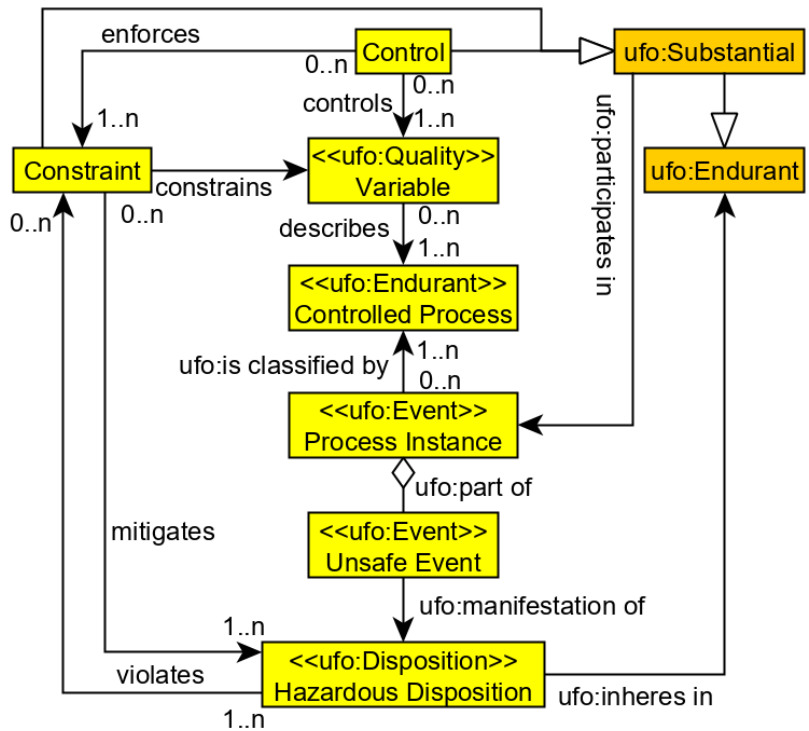 enforces
Control
ufo:Substantial
0..n
0..n
controls
1..n
1..n
ufo:participates in
Constraint
constrains
<<ufo:Quality>>
Variable
ufo:Endurant
0..n
0..n
0..n
describes
1..n
<<ufo:Endurant>>
Controlled Process
1..n
ufo:is classified by
0..n
<<ufo:Event>>
Process Instance
ufo:part of
<<ufo:Event>>
Unsafe Event
mitigates
ufo:manifestation of
1..n
<<ufo:Disposition>>
Hazardous Disposition
violates
ufo:inheres in
1..n